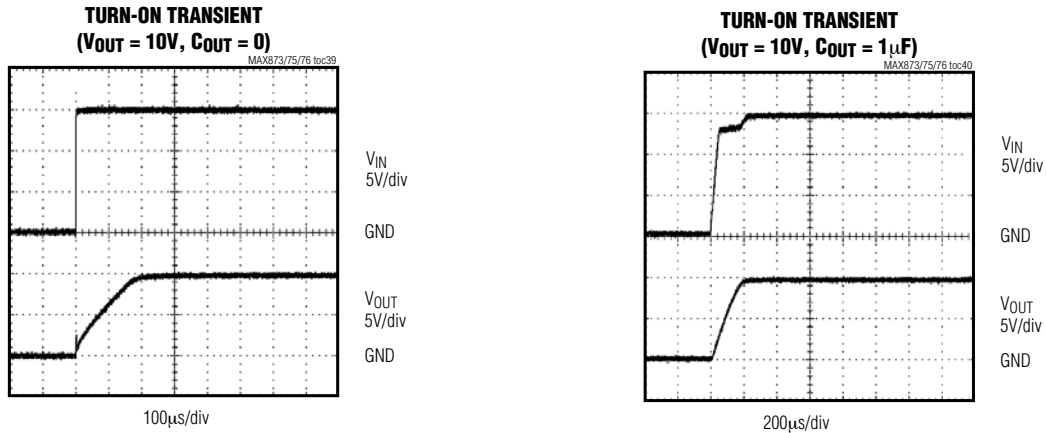 TURN-ON TRANSIENT
(VOUT = 10V, COUT = 0)
MAX873/75/76 toc39
VIN
5V/div
GND
VOUT
5V/div
GND
100μs/div
TURN-ON TRANSIENT
(VOUT = 10V, COUT = 1μF)
MAX873/75/76 toc40
VIN
5V/div
GND
VOUT
5V/div
GND
200μs/div